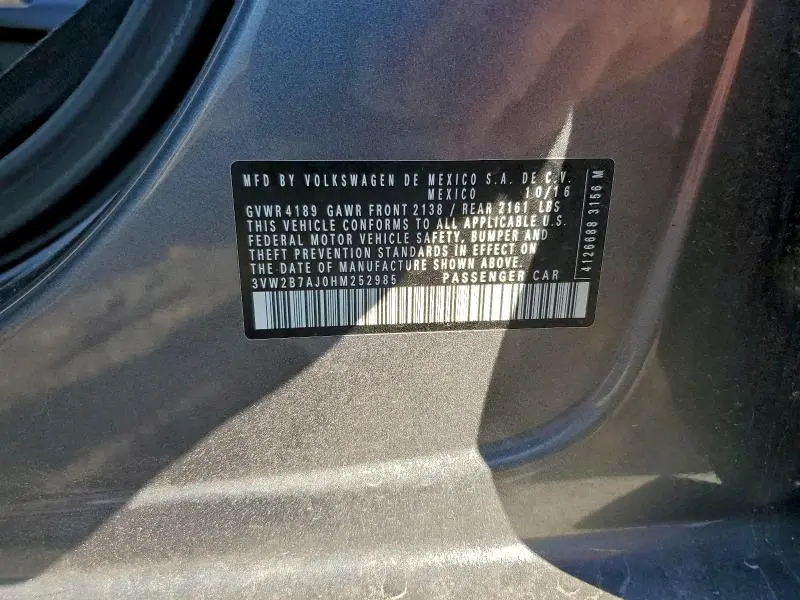 MFD BY VOLKSWAGEN DE MEXICO S.A. DE C.V.
MEXICO 10/16
GVWR 4189 GAWR FRONT 2138 / REAR 2161 LBS
THIS VEHICLE CONFORMS TO ALL APPLICABLE U.S.
FEDERAL MOTOR VEHICLE SAFETY, BUMPER AND
THEFT PREVENTION STANDARDS IN EFFECT ON
THE DATE OF MANUFACTURE SHOWN ABOVE.
3VW2B7AJ0HM252985 PASSENGER CAR
4126688 3156 M